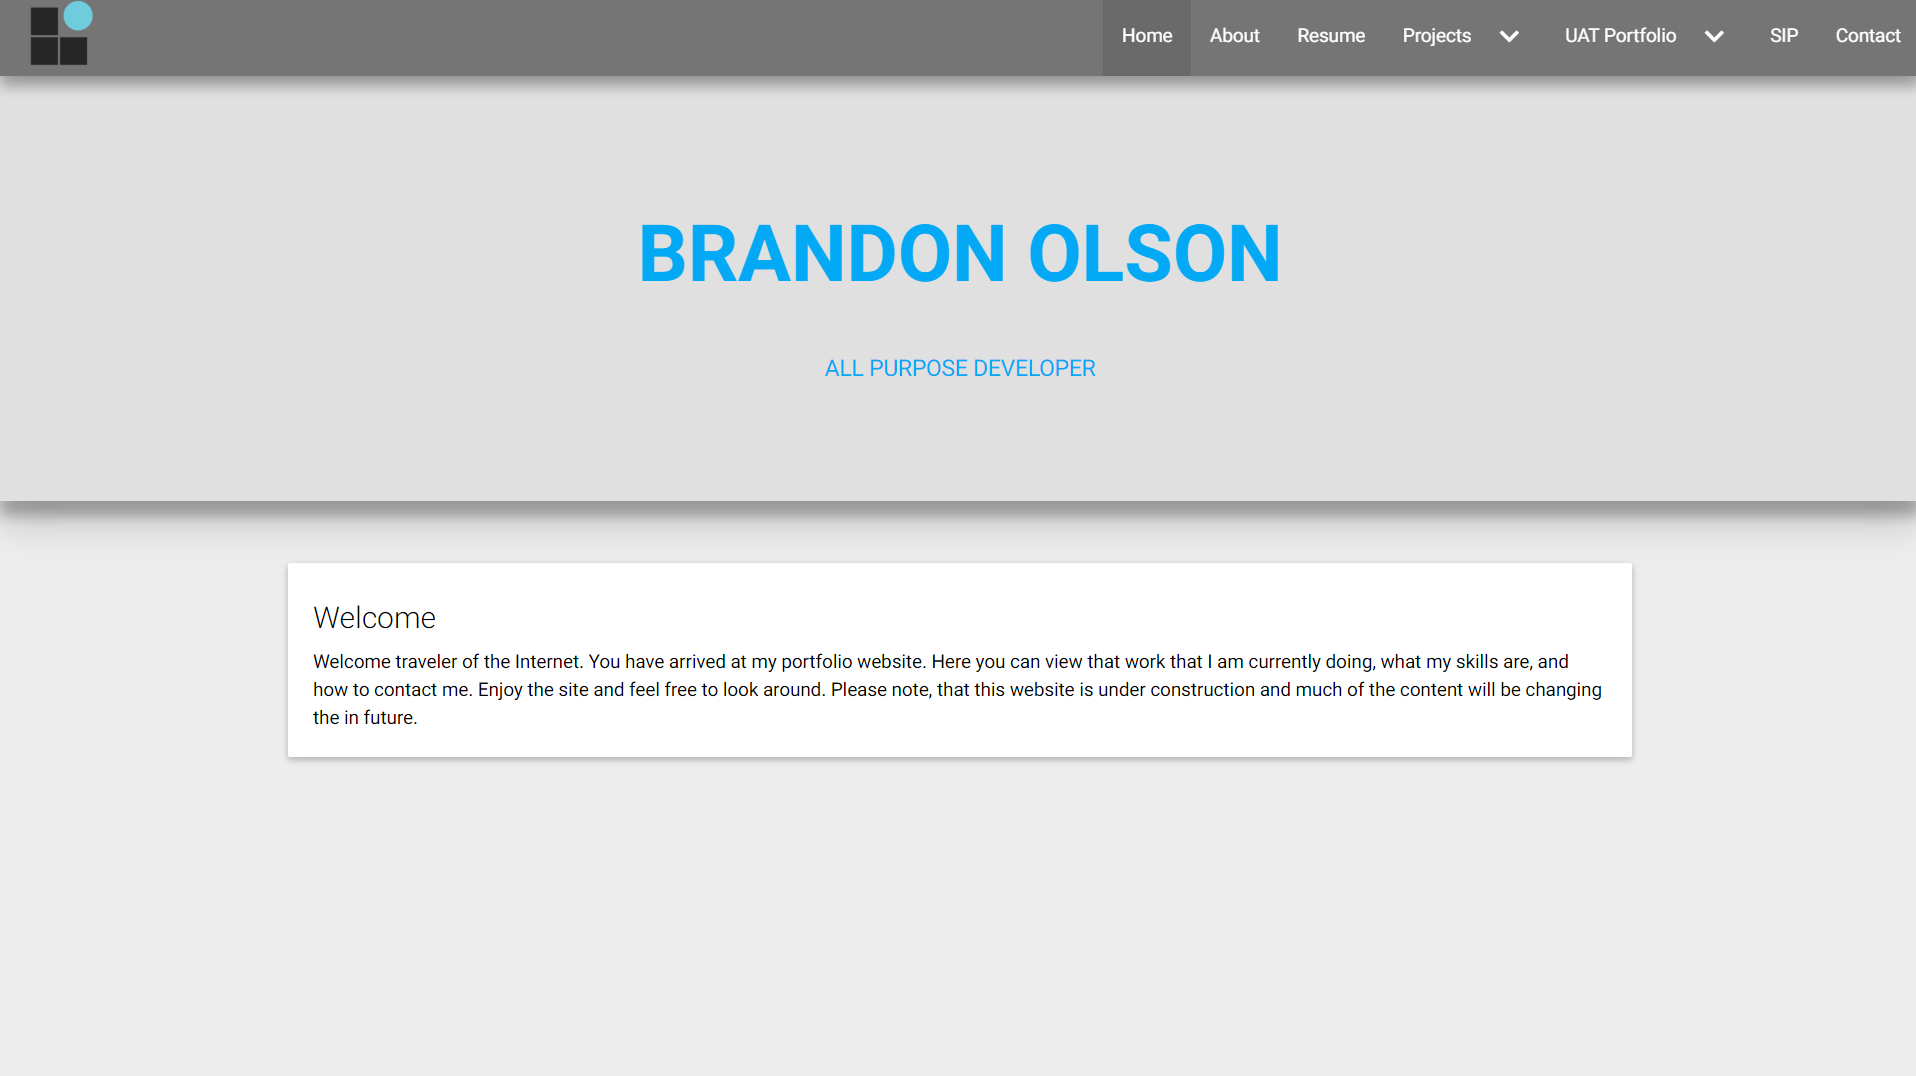 Home About Resume Projects UAT Portfolio SIP Contact
BRANDON OLSON
ALL PURPOSE DEVELOPER
Welcome
Welcome traveler of the Internet. You have arrived at my portfolio website. Here you can view that work that I am currently doing, what my skills are, and
how to contact me. Enjoy the site and feel free to look around. Please note, that this website is under construction and much of the content will be changing
the in future.